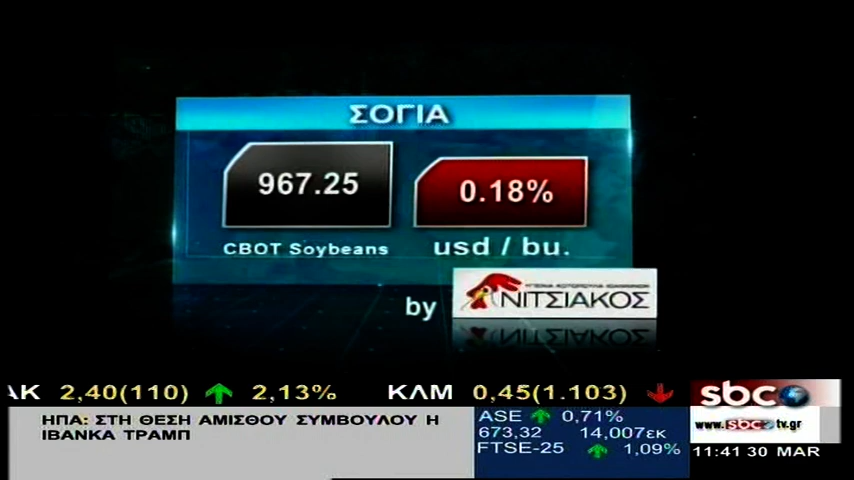 ΣΟΓΙΑ
967.25
0.18%
CBOT Soybeans
usd / bu.
by
ΝΙΤΣΙΑΚΟΣ
ΑΚ 2,40(110) 2,13% ΚΛΜ 0,45(1.103)
sbc
ΗΠΑ: ΣΤΗ ΘΕΣΗ ΑΜΙΣΘΟΥ ΣΥΜΒΟΥΛΟΥ Η
ΙΒΑΝΚΑ ΤΡΑΜΠ
ASE 0,71%
673,32 14,007εκ
FTSE-25 1,09%
www.sbctv.gr
11:41 30 MAR